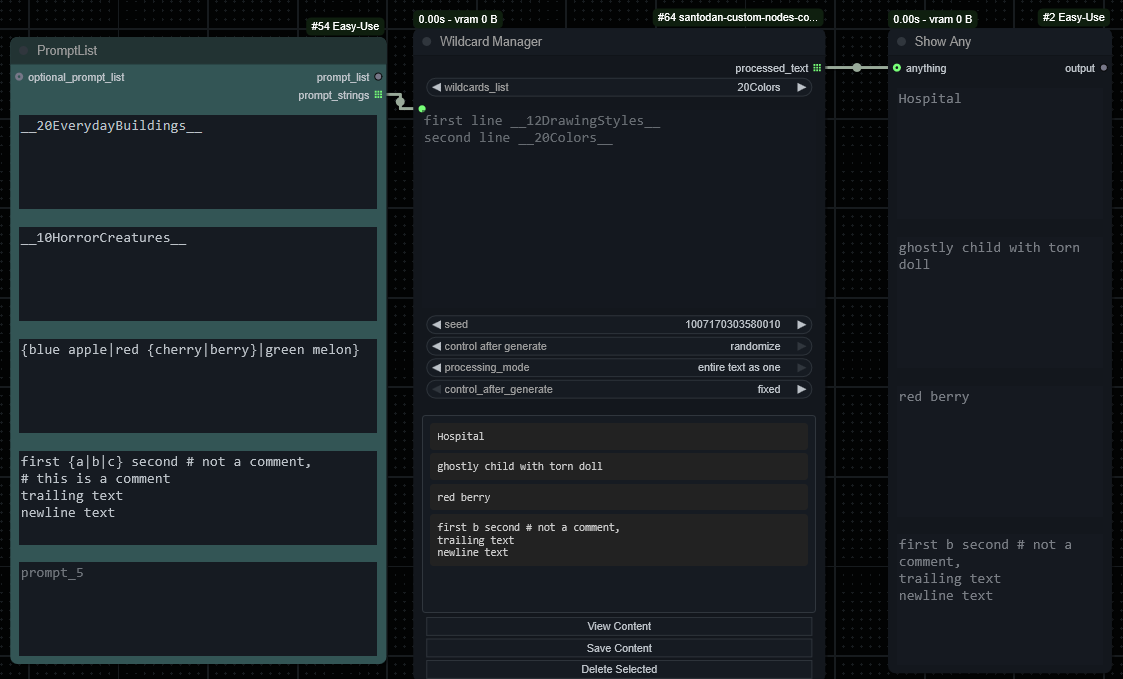 #54 Easy-Use
PromptList
optional_prompt_list
prompt_list
prompt_strings
__20EverydayBuildings__
__10HorrorCreatures__
{blue apple|red {cherry|berry}|green melon}
first {a|b|c} second # not a comment,
# this is a comment
trailing text
newline text
prompt_5
0.00s - vram 0 B
#64 santodan-custom-nodes-co...
Wildcard Manager
processed_text
wildcards_list 20Colors
first line __12DrawingStyles__
second line __20Colors__
seed 1007170303580010
control after generate randomize
processing_mode entire text as one
control_after_generate fixed
Hospital
ghostly child with torn doll
red berry
first b second # not a comment,
trailing text
newline text
View Content
Save Content
Delete Selected
0.00s - vram 0 B
#2 Easy-Use
Show Any
anything
output
Hospital
ghostly child with torn
doll
red berry
first b second # not a
comment,
trailing text
newline text